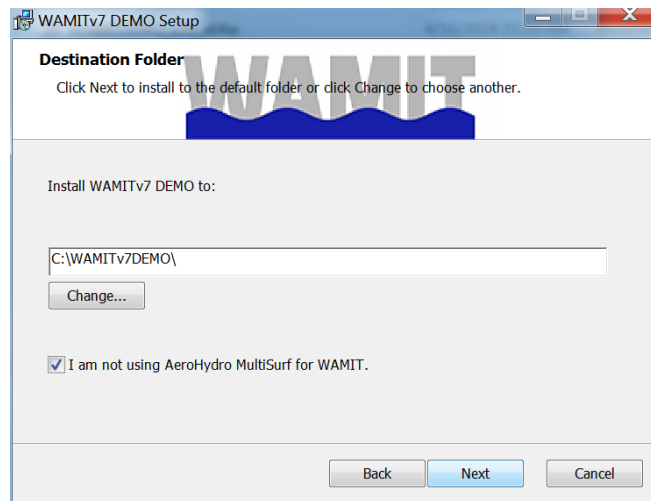 WAMITv7 DEMO Setup
Destination Folder
WAMIT
Click Next to install to the default folder or click Change to choose another.
Install WAMITv7 DEMO to:
C:\WAMITv7DEMO\
Change...
I am not using AeroHydro MultiSurf for WAMIT.
Back
Next
Cancel